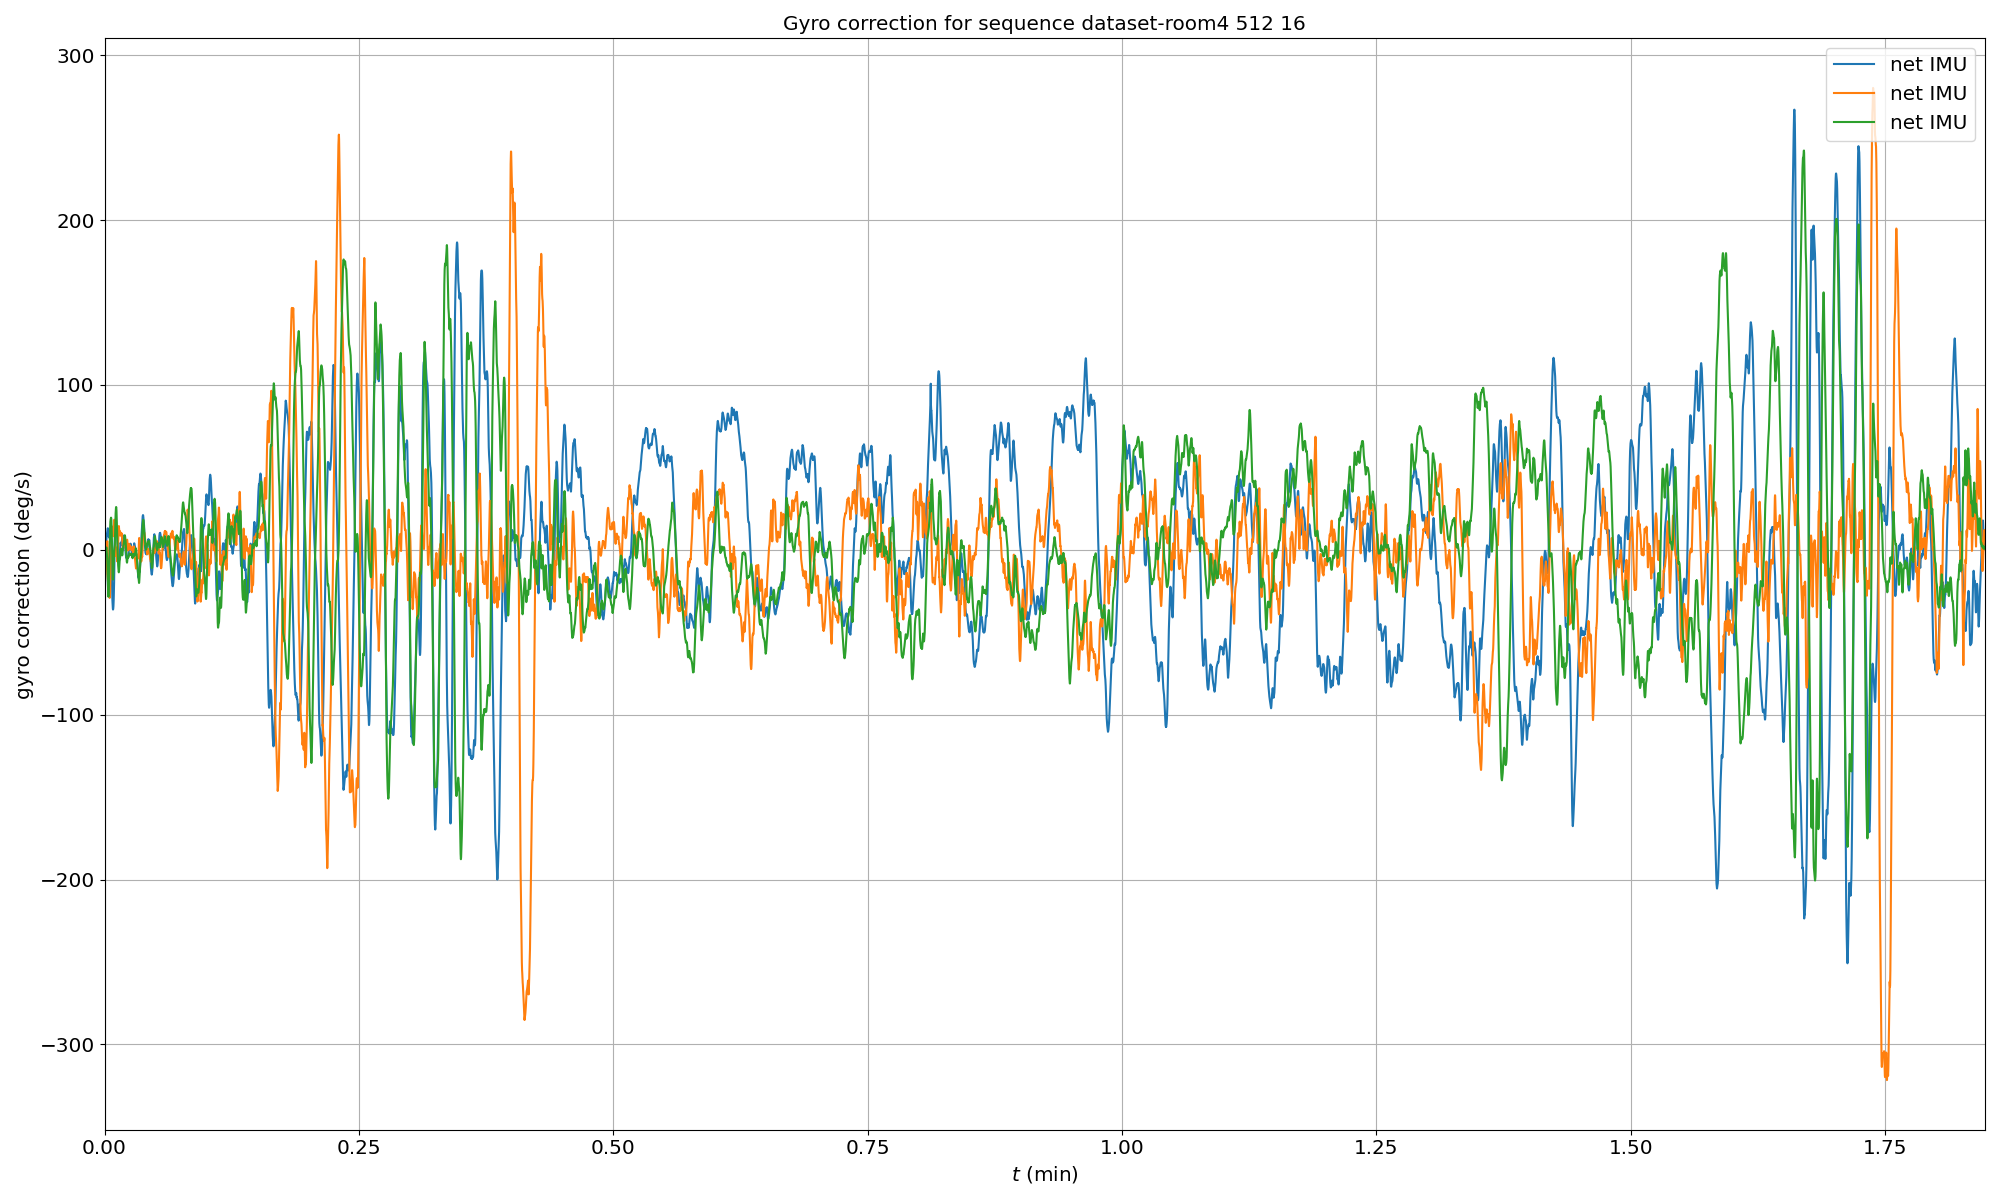 Gyro correction for sequence dataset-room4 512 16
net IMU
net IMU
net IMU
gyro correction (deg/s)
300
200
100
0
−100
−200
−300
0.00 0.25 0.50 0.75 1.00 1.25 1.50 1.75
t (min)